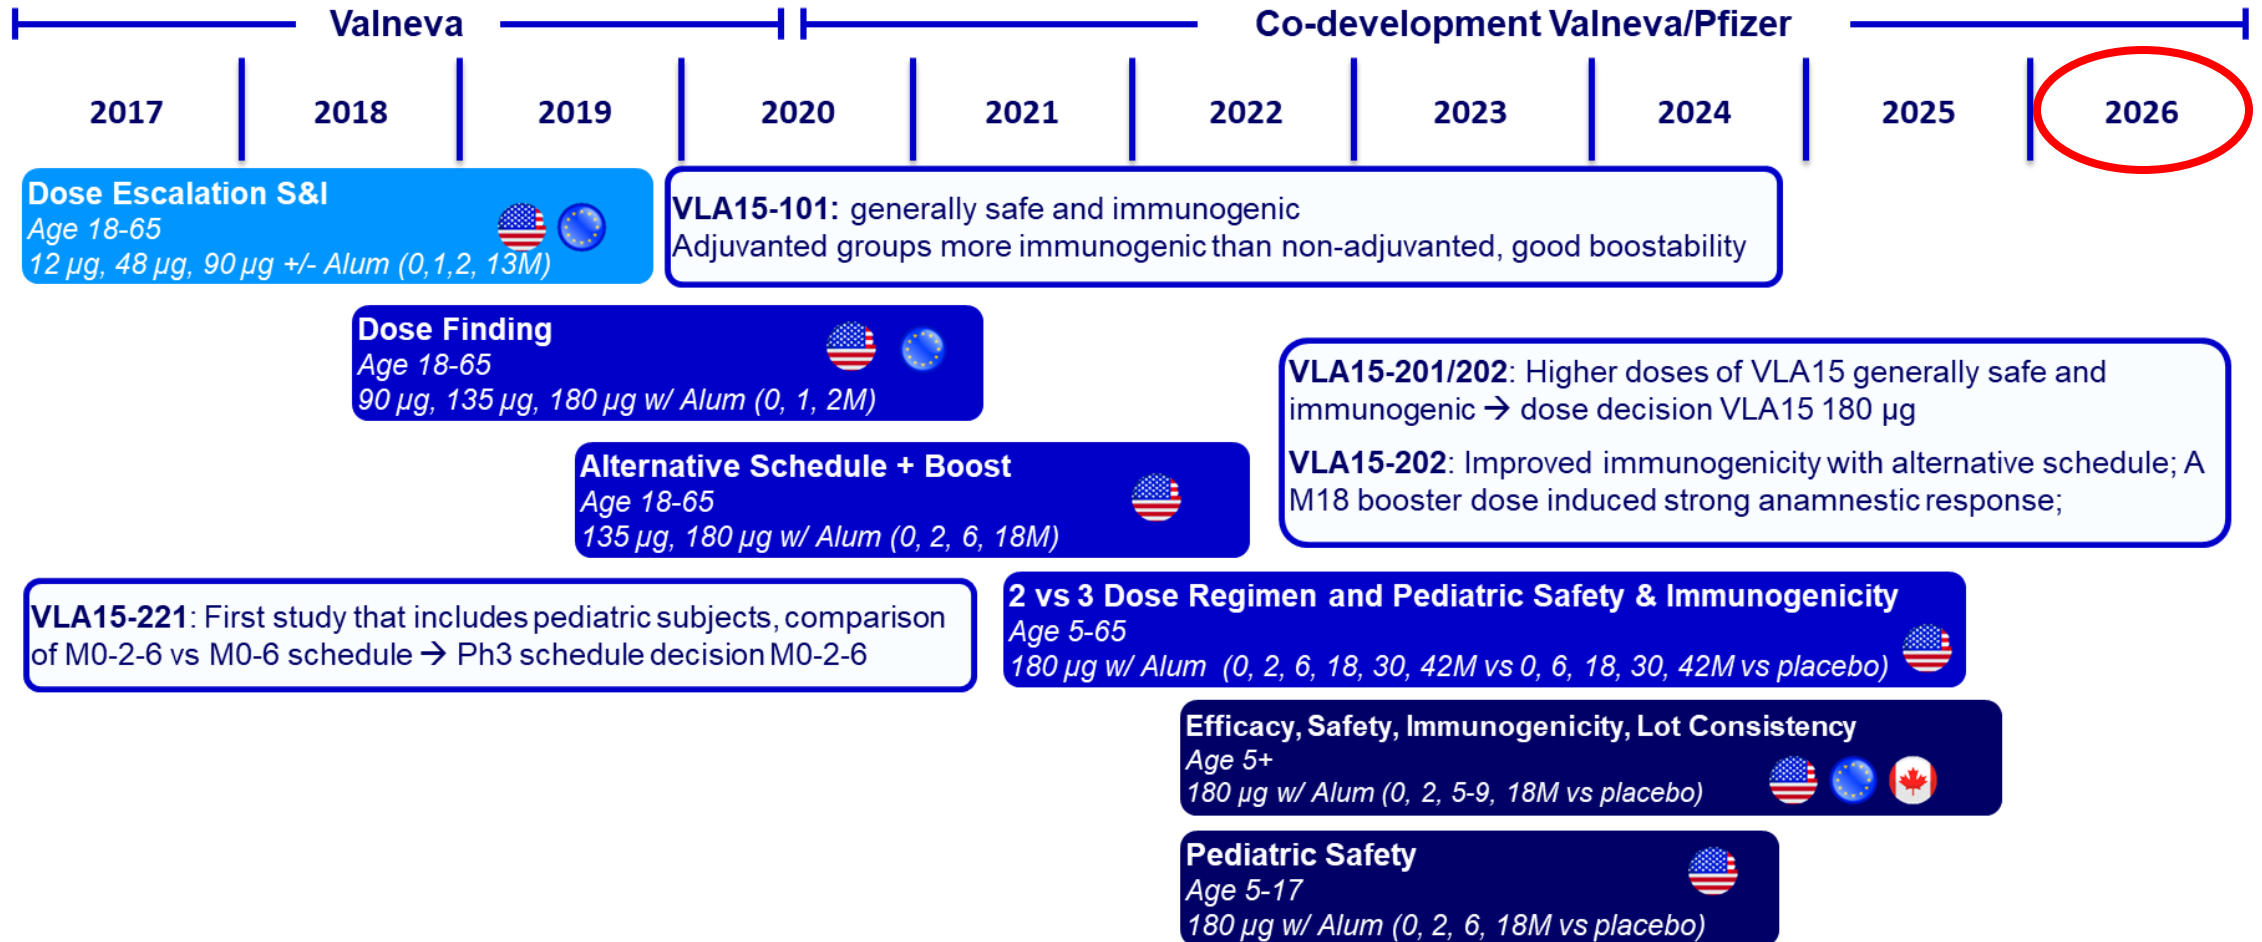 Valneva
Co-development Valneva/Pfizer
2017
2018
2019
2020
2021
2022
2023
2024
2025
2026
Dose Escalation S&I
Age 18-65
12 µg, 48 µg, 90 µg +/- Alum (0,1,2, 13M)
VLA15-101: generally safe and immunogenic
Adjuvanted groups more immunogenic than non-adjuvanted, good boostability
Dose Finding
Age 18-65
90 µg, 135 µg, 180 µg w/ Alum (0, 1, 2M)
VLA15-201/202: Higher doses of VLA15 generally safe and
immunogenic → dose decision VLA15 180 µg
VLA15-202: Improved immunogenicity with alternative schedule; A
M18 booster dose induced strong anamnestic response;
Alternative Schedule + Boost
Age 18-65
135 µg, 180 µg w/ Alum (0, 2, 6, 18M)
VLA15-221: First study that includes pediatric subjects, comparison
of M0-2-6 vs M0-6 schedule → Ph3 schedule decision M0-2-6
2 vs 3 Dose Regimen and Pediatric Safety & Immunogenicity
Age 5-65
180 µg w/ Alum (0, 2, 6, 18, 30, 42M vs 0, 6, 18, 30, 42M vs placebo)
Efficacy, Safety, Immunogenicity, Lot Consistency
Age 5+
180 µg w/ Alum (0, 2, 5-9, 18M vs placebo)
Pediatric Safety
Age 5-17
180 µg w/ Alum (0, 2, 6, 18M vs placebo)